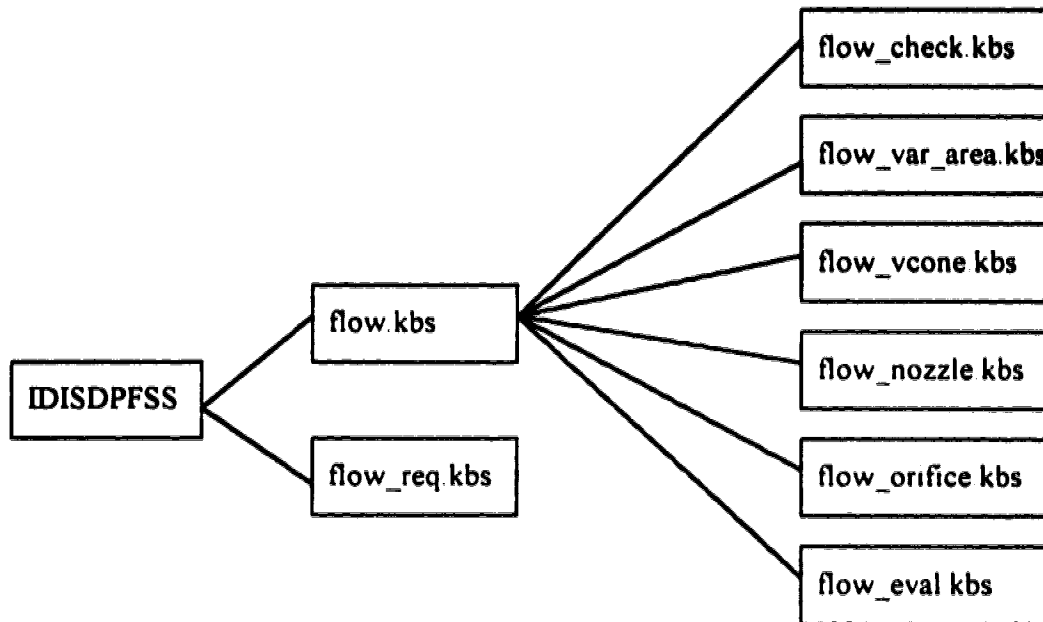 flow_check.kbs
flow_var_area.kbs
flow_vcone.kbs
flow.kbs
flow_nozzle.kbs
IDISDPFSS
flow_req.kbs
flow_orifice.kbs
flow_eval.kbs